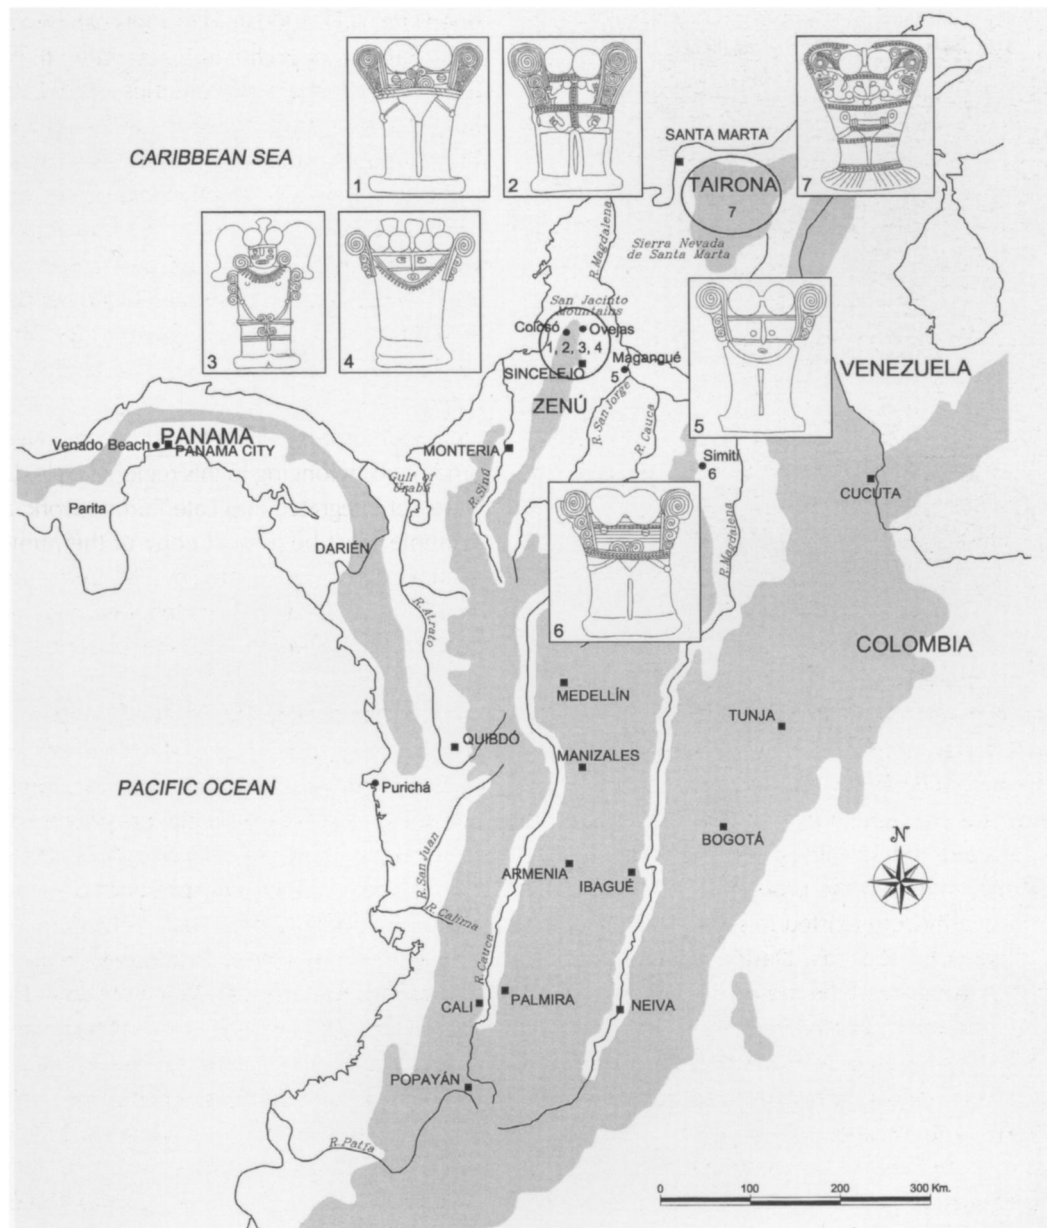 CARIBBEAN SEA
1
2
7
SANTA MARTA
TAIRONA
7
R. Magdalena
Sierra Nevada
de Santa Marta
3
4
San Jacinto
Mountains
Colosó
Ovejas
1, 2, 3, 4
SINCELEJO
Magangué
5
5
VENEZUELA
ZENÚ
R. San Jorge
R. Cauca
Venado Beach
PANAMA
PANAMA CITY
MONTERIA
Simití
6
Gulf of
Urabá
R. Sinú
CUCUTA
Parita
R. Magdalena
DARIÉN
6
R. Atrato
COLOMBIA
MEDELLÍN
TUNJA
QUIBDÓ
MANIZALES
PACIFIC OCEAN
Purichá
BOGOTÁ
N
R. San Juan
ARMENIA
IBAGUÉ
R. Calima
R. Cauca
CALI
PALMIRA
NEIVA
POPAYÁN
R. Patía
0 100 200 300 Km.